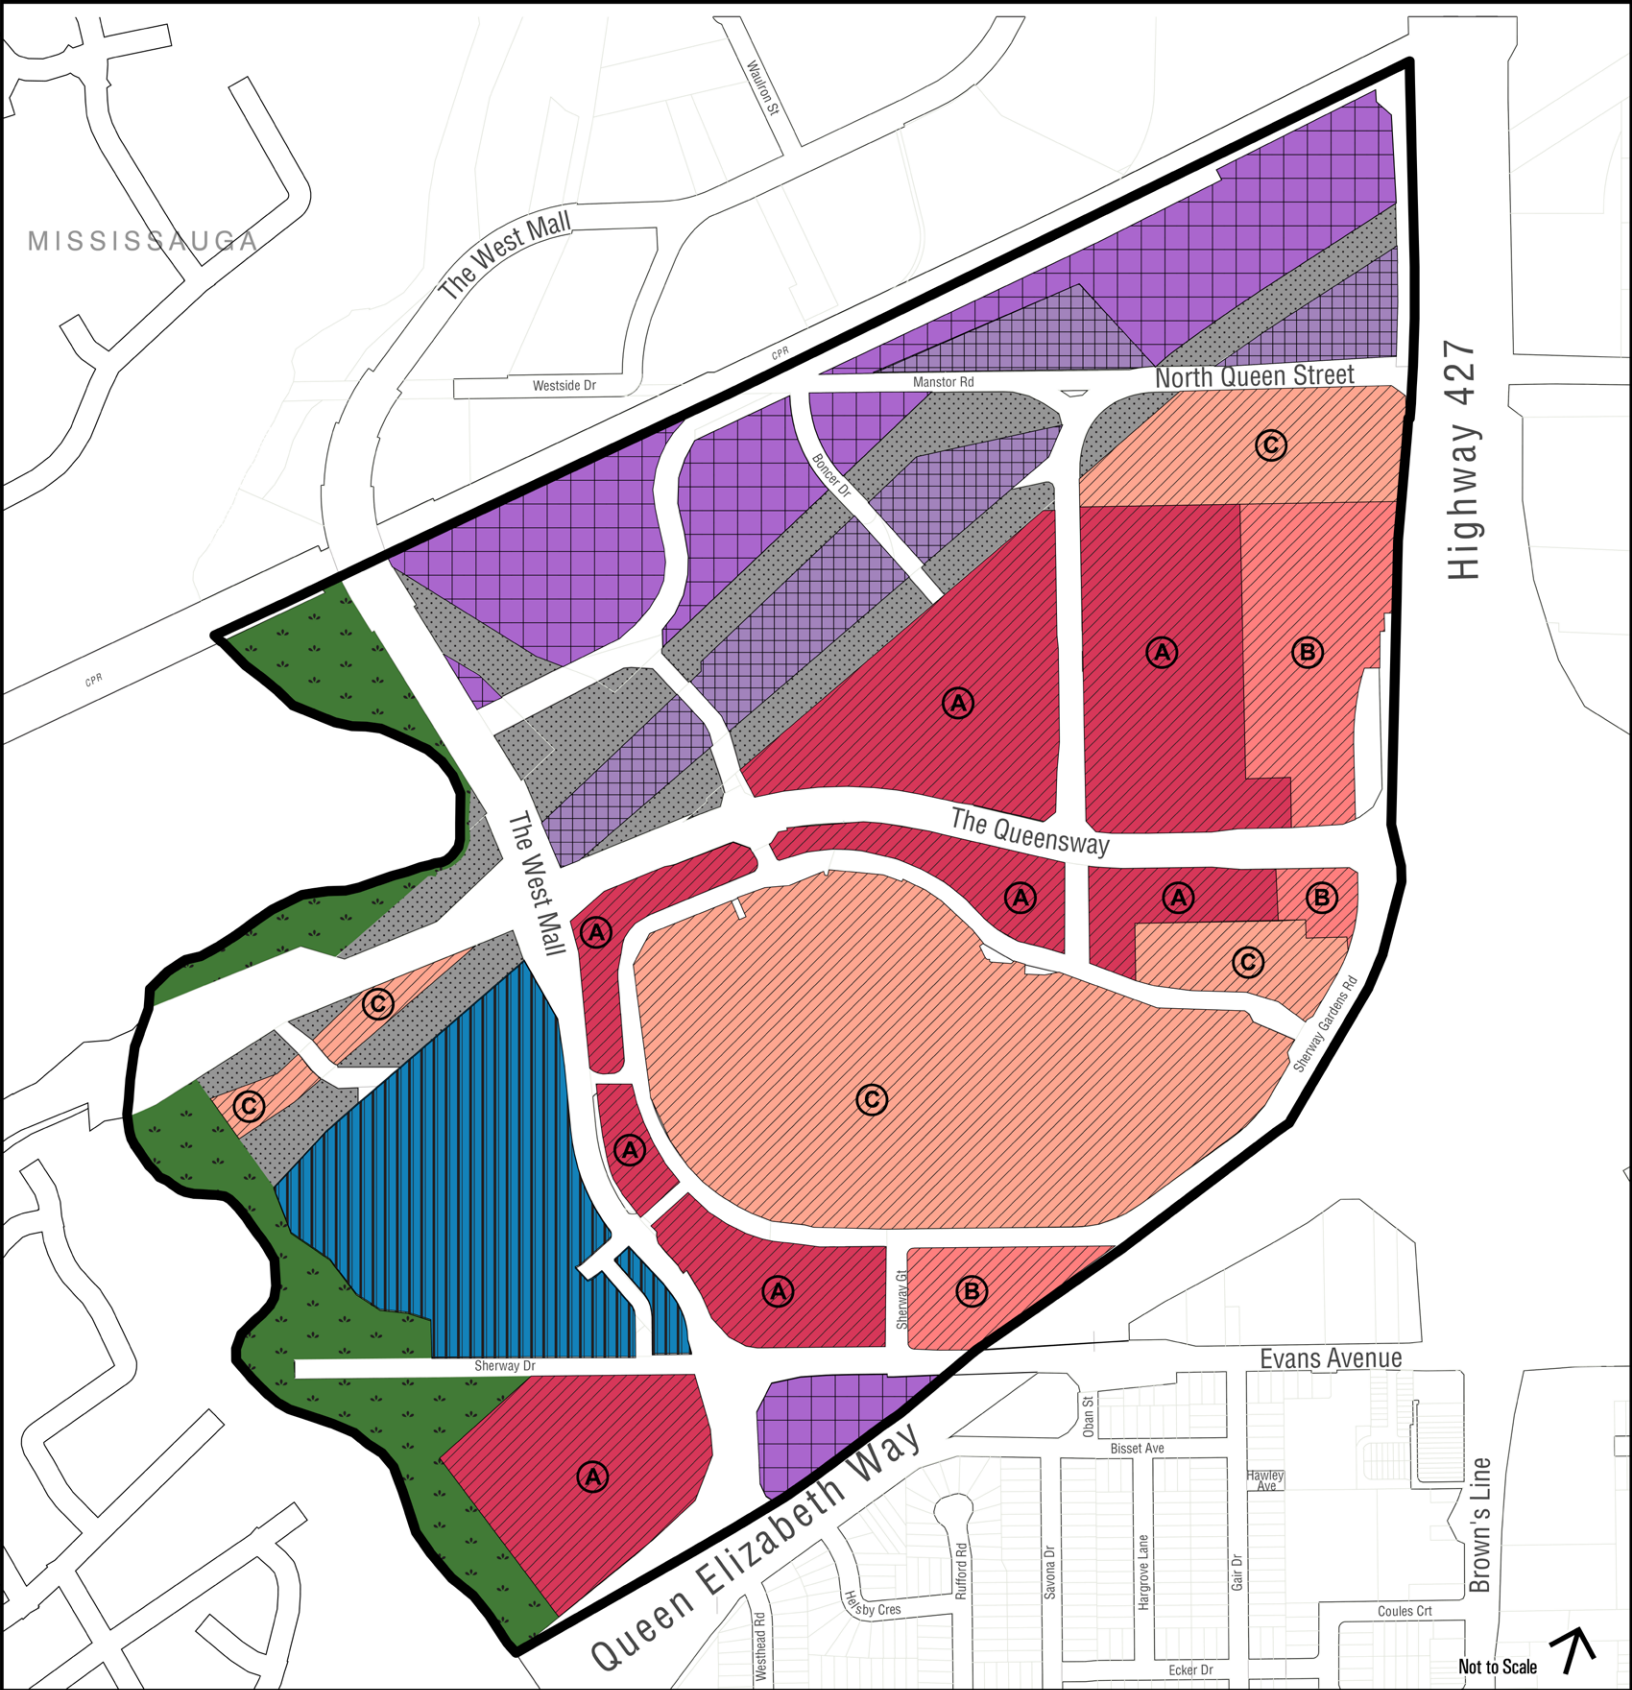 Waulron St
MISSISSAUGA
The West Mall
CPR
Westside Dr
Manstor Rd
North Queen Street
Highway 427
C
Boncer Dr
A
B
A
CPR
The Queensway
The West Mall
A
A
B
A
C
C
Sherway Gardens Rd
C
C
A
A
Sherway Gt
B
Sherway Dr
Evans Avenue
Oban St
Bisset Ave
Queen Elizabeth Way
A
Hawley
Ave
Brown's Line
Rufford Rd
Savona Dr
Hargrove Lane
Gair Dr
Helsby Cres
Coules Crt
Westhead Rd
Ecker Dr
Not to Scale